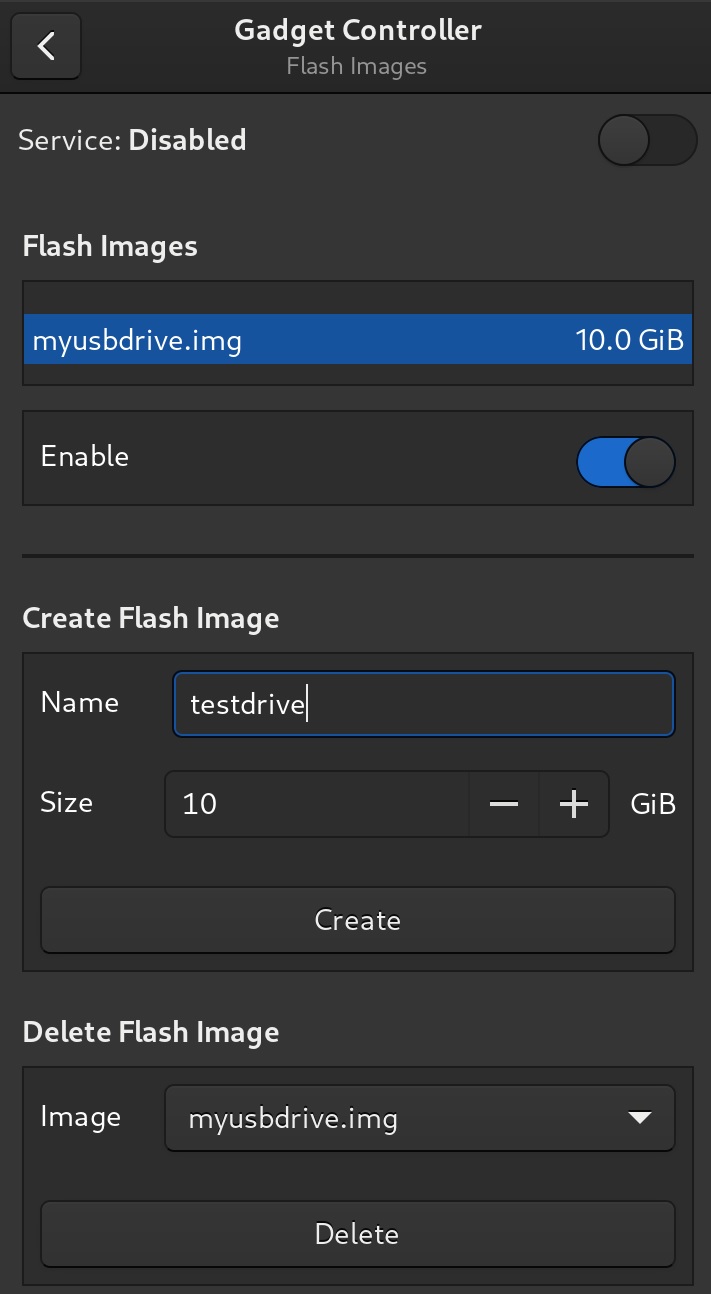 Gadget Controller
Flash Images
Service: Disabled
Flash Images
myusbdrive.img 10.0 GiB
Enable
Create Flash Image
Name testdrive
Size 10 GiB
Create
Delete Flash Image
Image myusbdrive.img
Delete